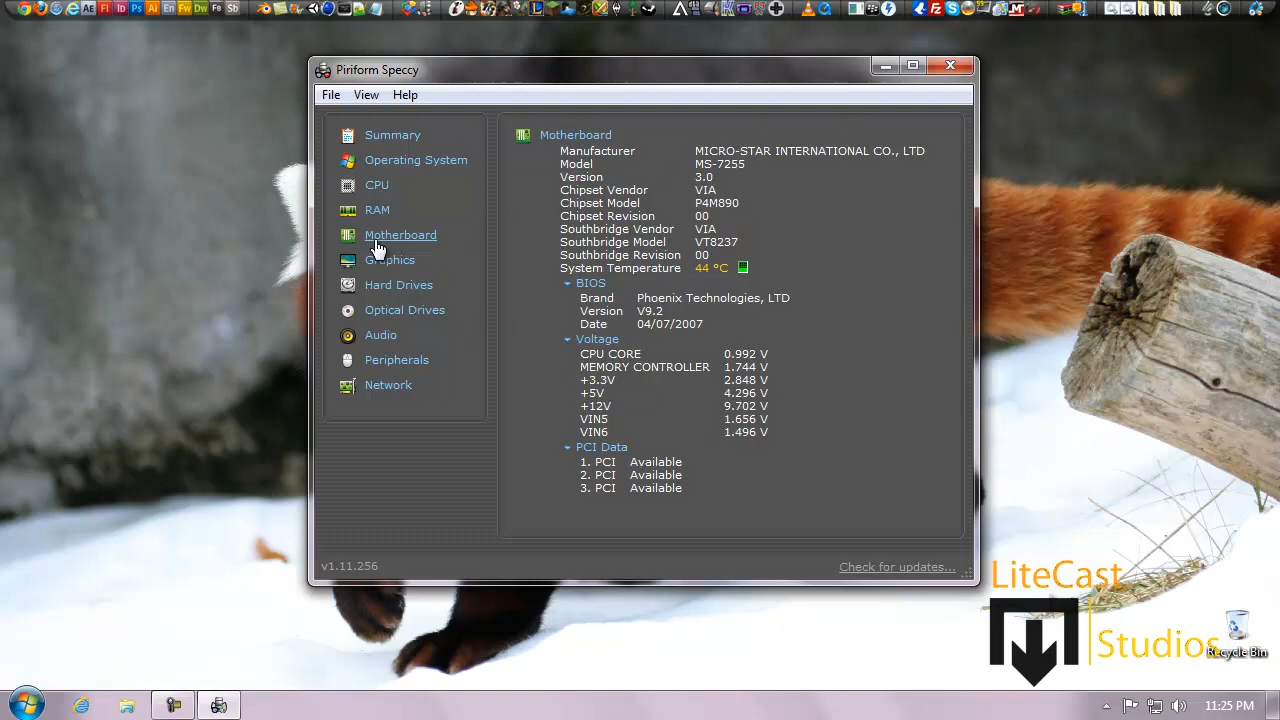 Piriform Speccy
File View Help
Summary
Operating System
CPU
RAM
Motherboard
Graphics
Hard Drives
Optical Drives
Audio
Peripherals
Network
Motherboard
Manufacturer MICRO-STAR INTERNATIONAL CO., LTD
Model MS-7255
Version 3.0
Chipset Vendor VIA
Chipset Model P4M890
Chipset Revision 00
Southbridge Vendor VIA
Southbridge Model VT8237
Southbridge Revision 00
System Temperature 44 °C
BIOS
Brand Phoenix Technologies, LTD
Version V9.2
Date 04/07/2007
Voltage
CPU CORE 0.992 V
MEMORY CONTROLLER 1.744 V
+3.3V 2.848 V
+5V 4.296 V
+12V 9.702 V
VIN5 1.656 V
VIN6 1.496 V
PCI Data
1. PCI Available
2. PCI Available
3. PCI Available
v1.11.256
Check for updates...
LiteCast
Studios
Recycle Bin
11:25 PM